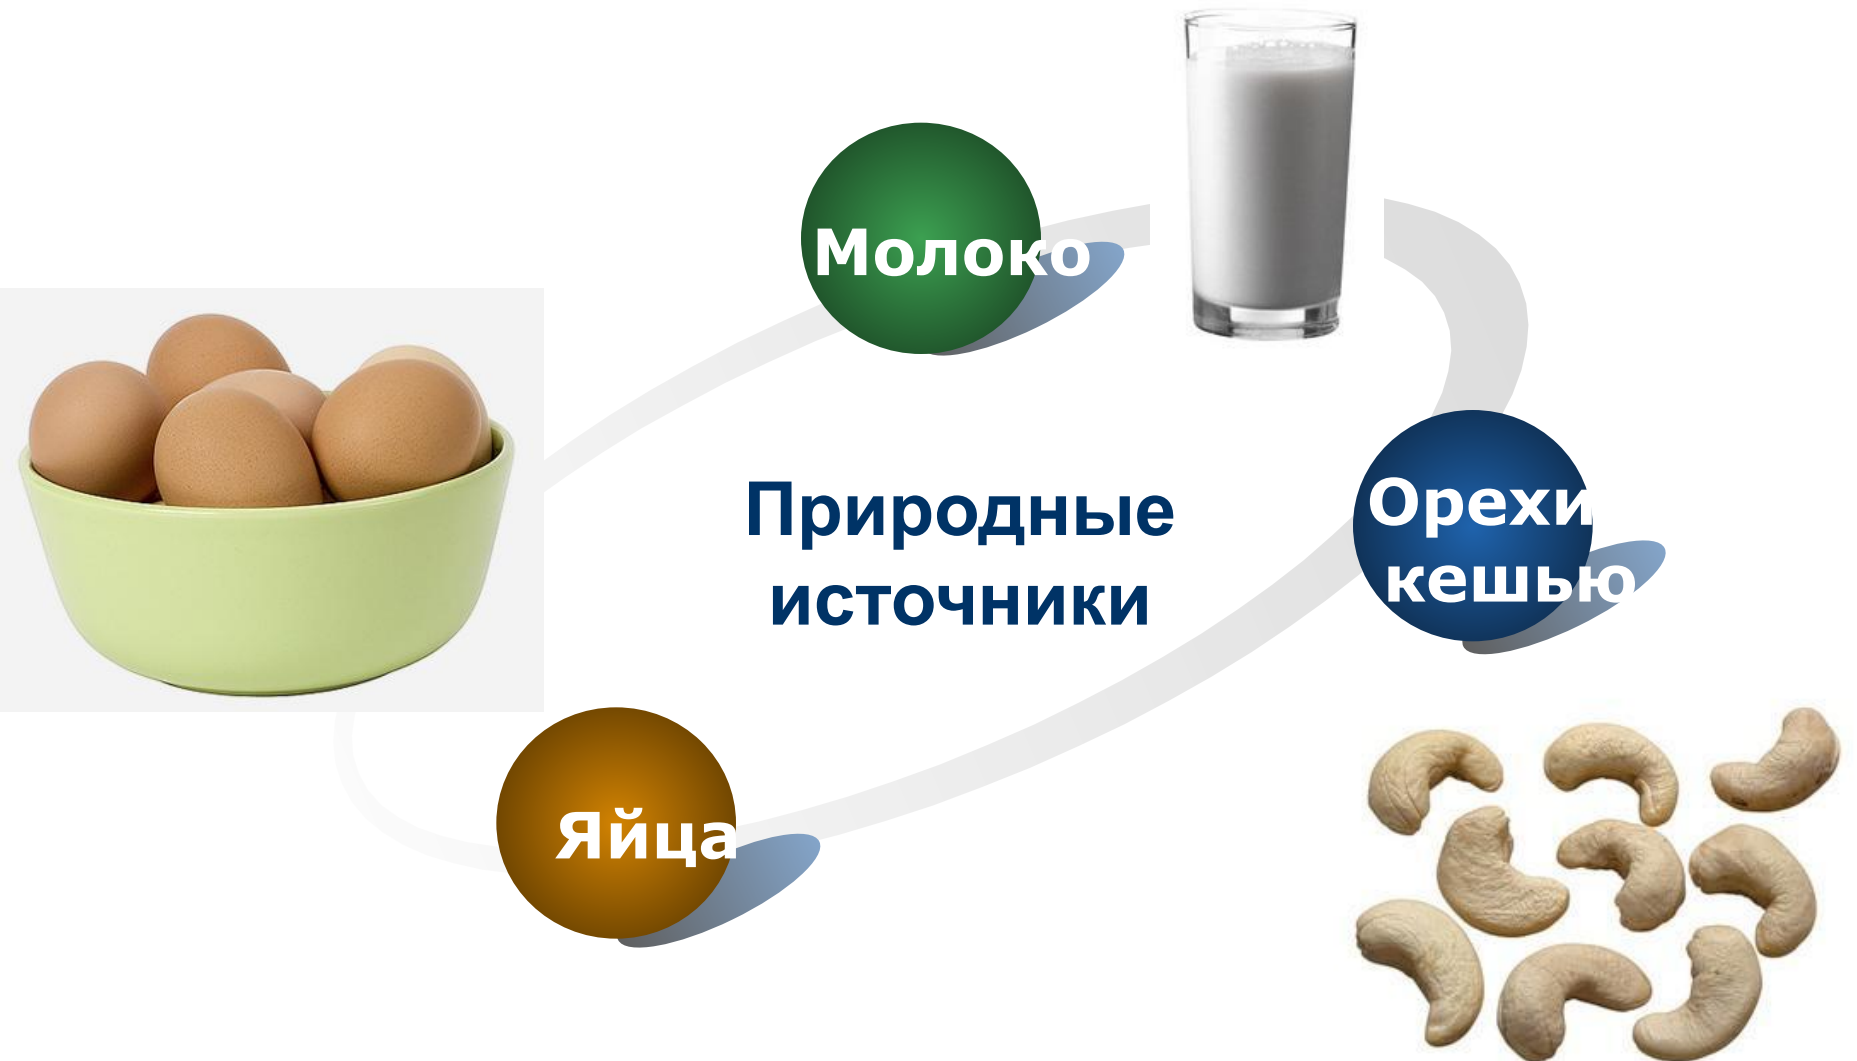 Молоко
Орехи
кешью
Природные
источники
Яйца